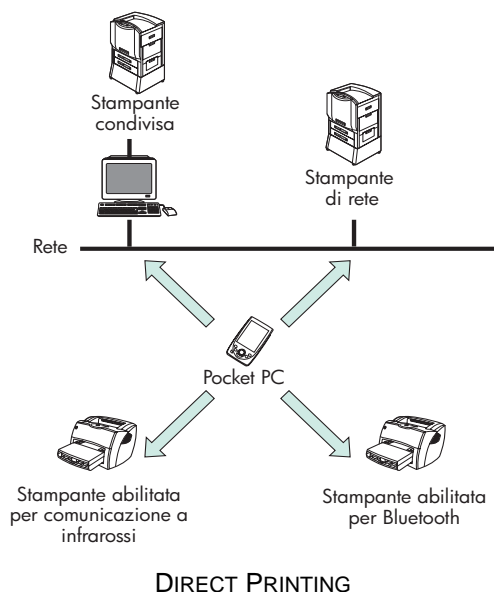 Stampante
condivisa
Stampante
di rete
Rete
Pocket PC
Stampante abilitata
per comunicazione a
infrarossi
Stampante abilitata
per Bluetooth
DIRECT PRINTING